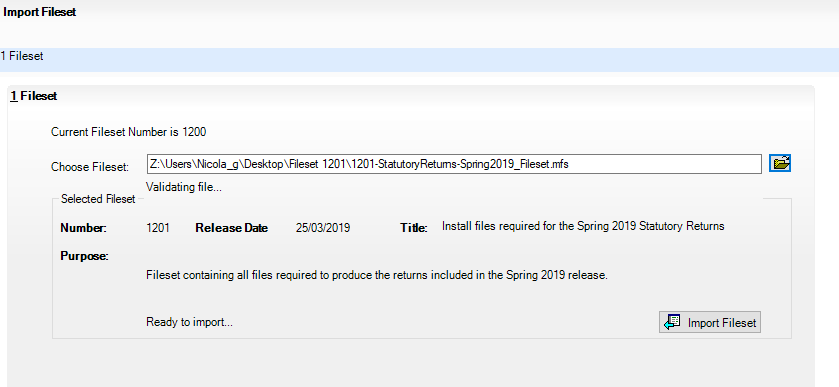 Import Fileset
1 Fileset
1 Fileset
Current Fileset Number is 1200
Choose Fileset: Z:\Users\Nicola_g\Desktop\Fileset 1201\1201-StatutoryReturns-Spring2019_Fileset.mfs
Validating file...
Selected Fileset
Number: 1201 Release Date 25/03/2019 Title: Install files required for the Spring 2019 Statutory Returns
Purpose:
Fileset containing all files required to produce the returns included in the Spring 2019 release.
Ready to import... Import Fileset